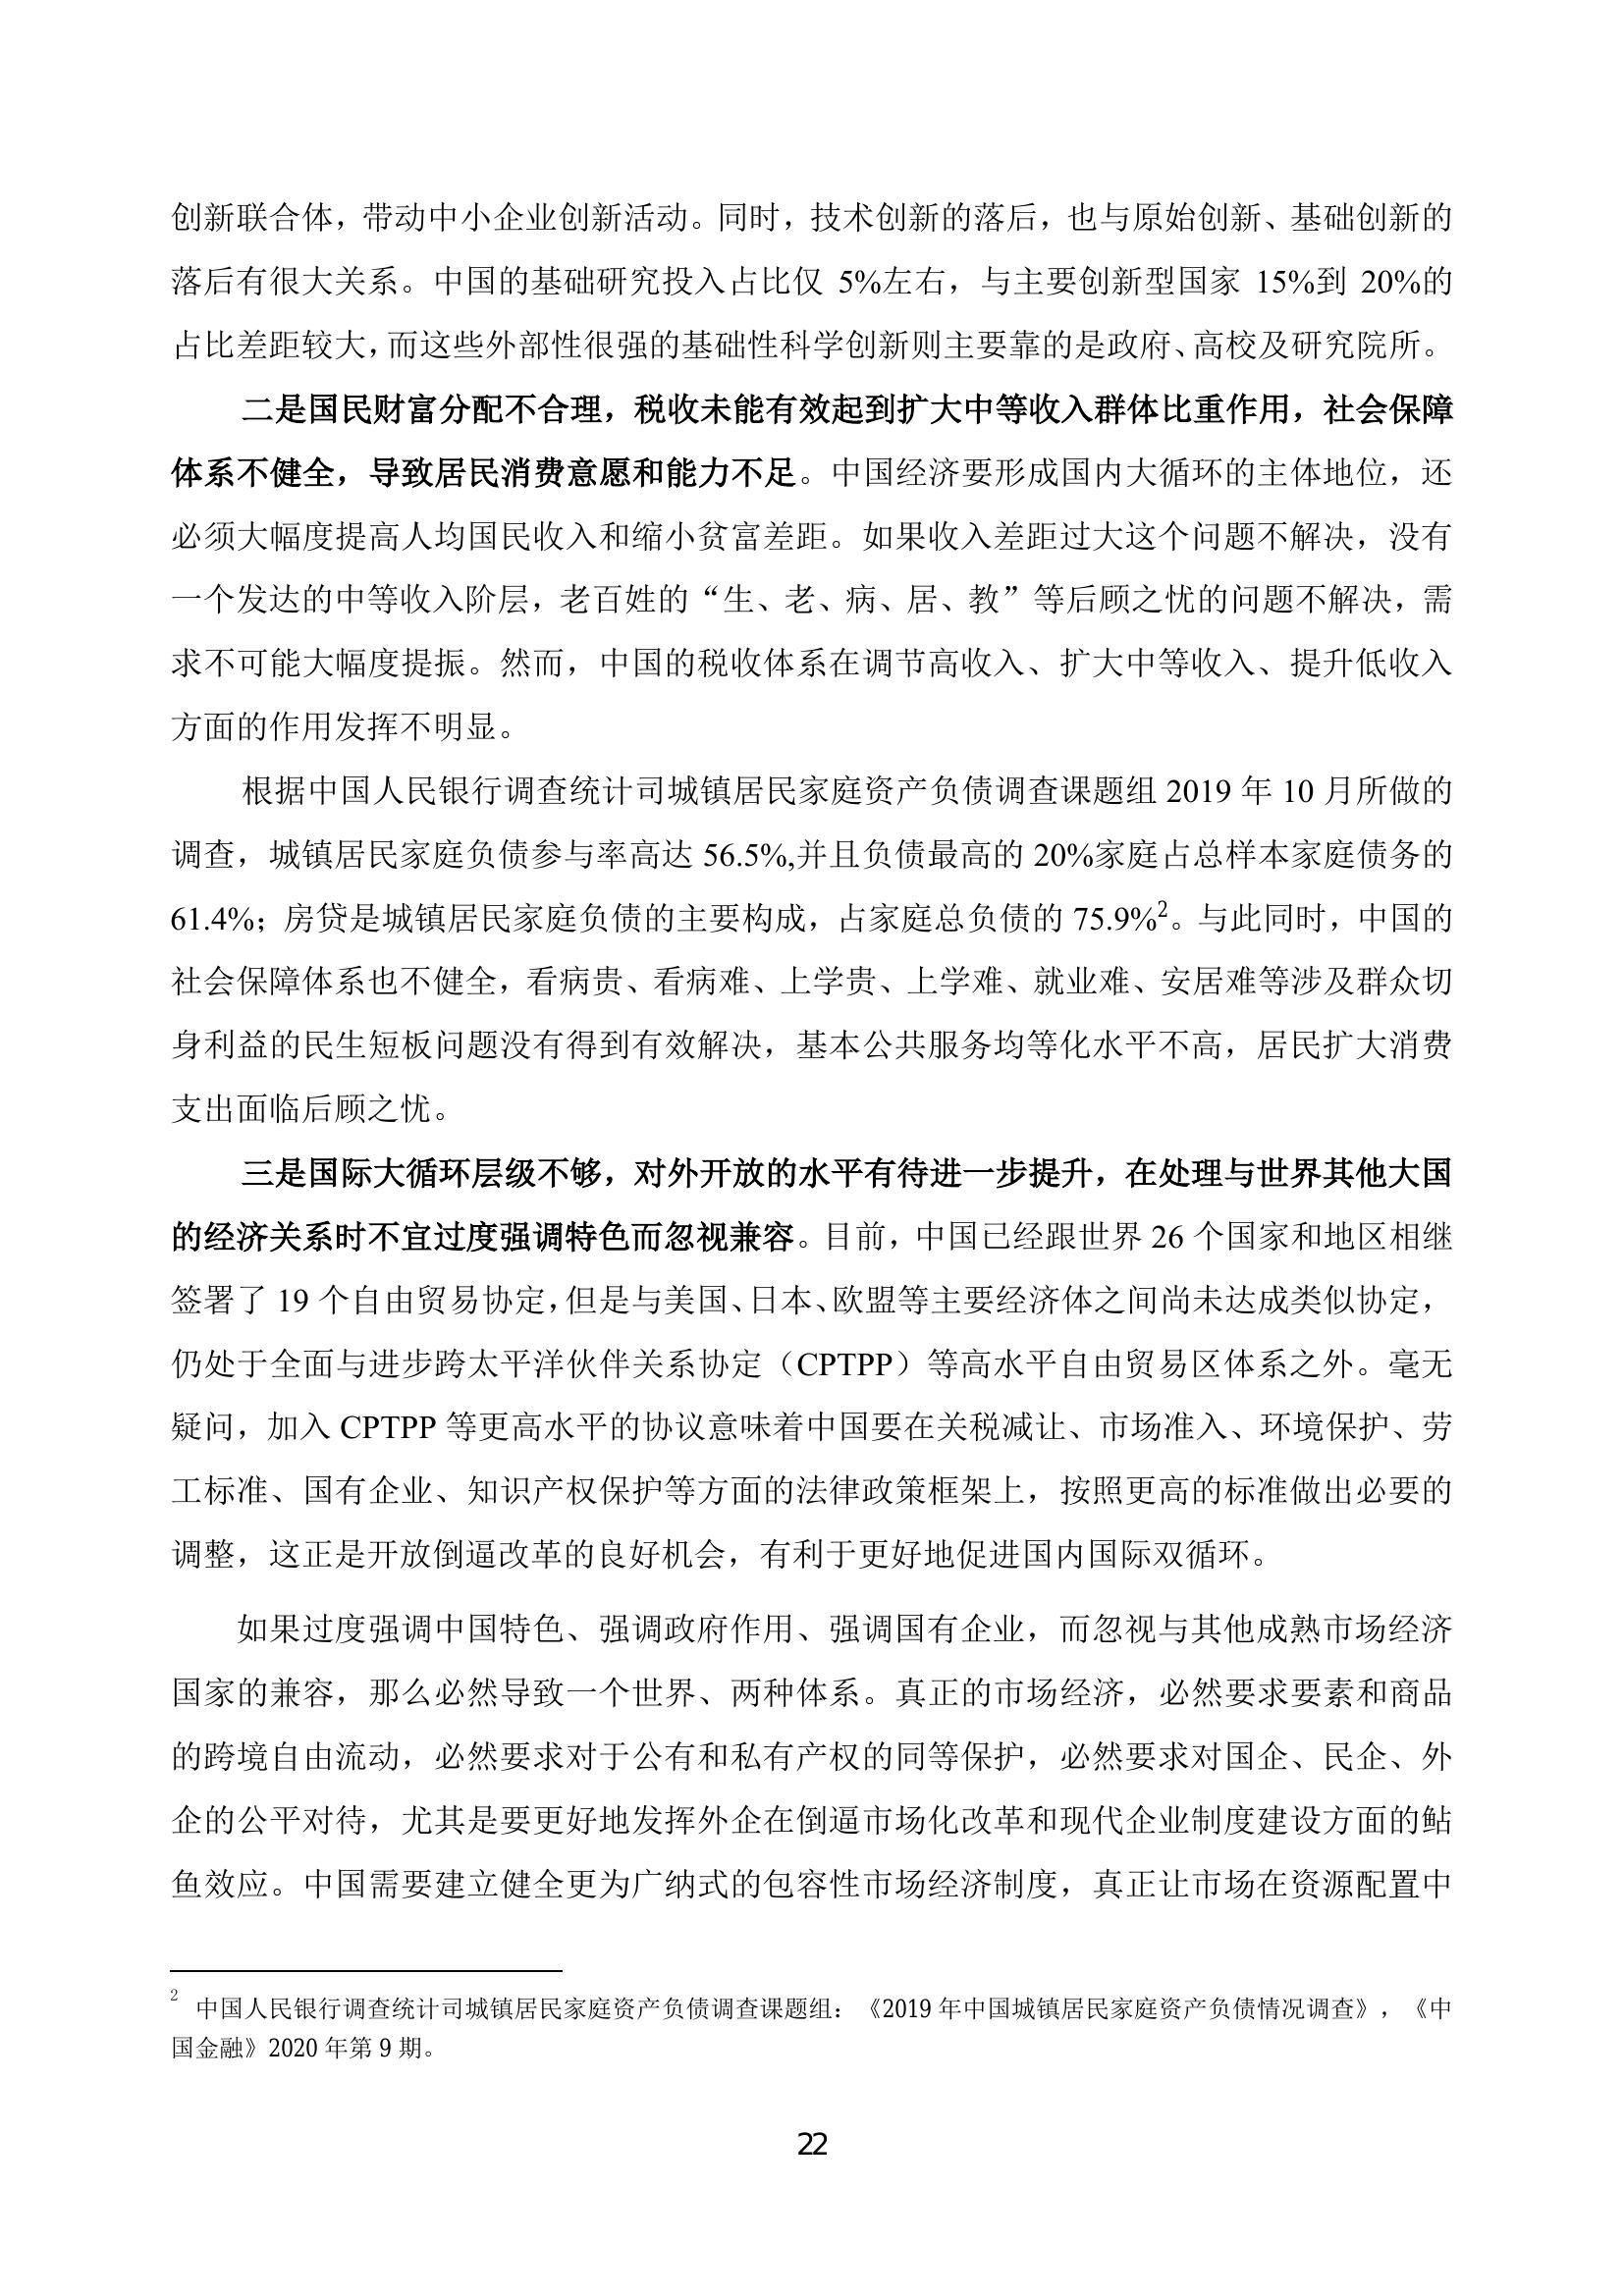 创新联合体，带动中小企业创新活动。同时，技术创新的落后，也与原始创新、基础创新的
落后有很大关系。中国的基础研究投入占比仅 5%左右，与主要创新型国家 15%到 20%的
占比差距较大，而这些外部性很强的基础性科学创新则主要靠的是政府、高校及研究院所。
二是国民财富分配不合理，税收未能有效起到扩大中等收入群体比重作用，社会保障
体系不健全，导致居民消费意愿和能力不足。中国经济要形成国内大循环的主体地位，还
必须大幅度提高人均国民收入和缩小贫富差距。如果收入差距过大这个问题不解决，没有
一个发达的中等收入阶层，老百姓的“生、老、病、居、教”等后顾之忧的问题不解决，需
求不可能大幅度提振。然而，中国的税收体系在调节高收入、扩大中等收入、提升低收入
方面的作用发挥不明显。
根据中国人民银行调查统计司城镇居民家庭资产负债调查课题组 2019 年 10 月所做的
调查，城镇居民家庭负债参与率高达 56.5%,并且负债最高的 20%家庭占总样本家庭债务的
61.4%；房贷是城镇居民家庭负债的主要构成，占家庭总负债的 75.9%2。与此同时，中国的
社会保障体系也不健全，看病贵、看病难、上学贵、上学难、就业难、安居难等涉及群众切
身利益的民生短板问题没有得到有效解决，基本公共服务均等化水平不高，居民扩大消费
支出面临后顾之忧。
三是国际大循环层级不够，对外开放的水平有待进一步提升，在处理与世界其他大国
的经济关系时不宜过度强调特色而忽视兼容。目前，中国已经跟世界 26 个国家和地区相继
签署了 19 个自由贸易协定，但是与美国、日本、欧盟等主要经济体之间尚未达成类似协定，
仍处于全面与进步跨太平洋伙伴关系协定（CPTPP）等高水平自由贸易区体系之外。毫无
疑问，加入 CPTPP 等更高水平的协议意味着中国要在关税减让、市场准入、环境保护、劳
工标准、国有企业、知识产权保护等方面的法律政策框架上，按照更高的标准做出必要的
调整，这正是开放倒逼改革的良好机会，有利于更好地促进国内国际双循环。
如果过度强调中国特色、强调政府作用、强调国有企业，而忽视与其他成熟市场经济
国家的兼容，那么必然导致一个世界、两种体系。真正的市场经济，必然要求要素和商品
的跨境自由流动，必然要求对于公有和私有产权的同等保护，必然要求对国企、民企、外
企的公平对待，尤其是要更好地发挥外企在倒逼市场化改革和现代企业制度建设方面的鲇
鱼效应。中国需要建立健全更为广纳式的包容性市场经济制度，真正让市场在资源配置中
2 中国人民银行调查统计司城镇居民家庭资产负债调查课题组：《2019 年中国城镇居民家庭资产负债情况调查》，《中
国金融》2020 年第 9 期。
22